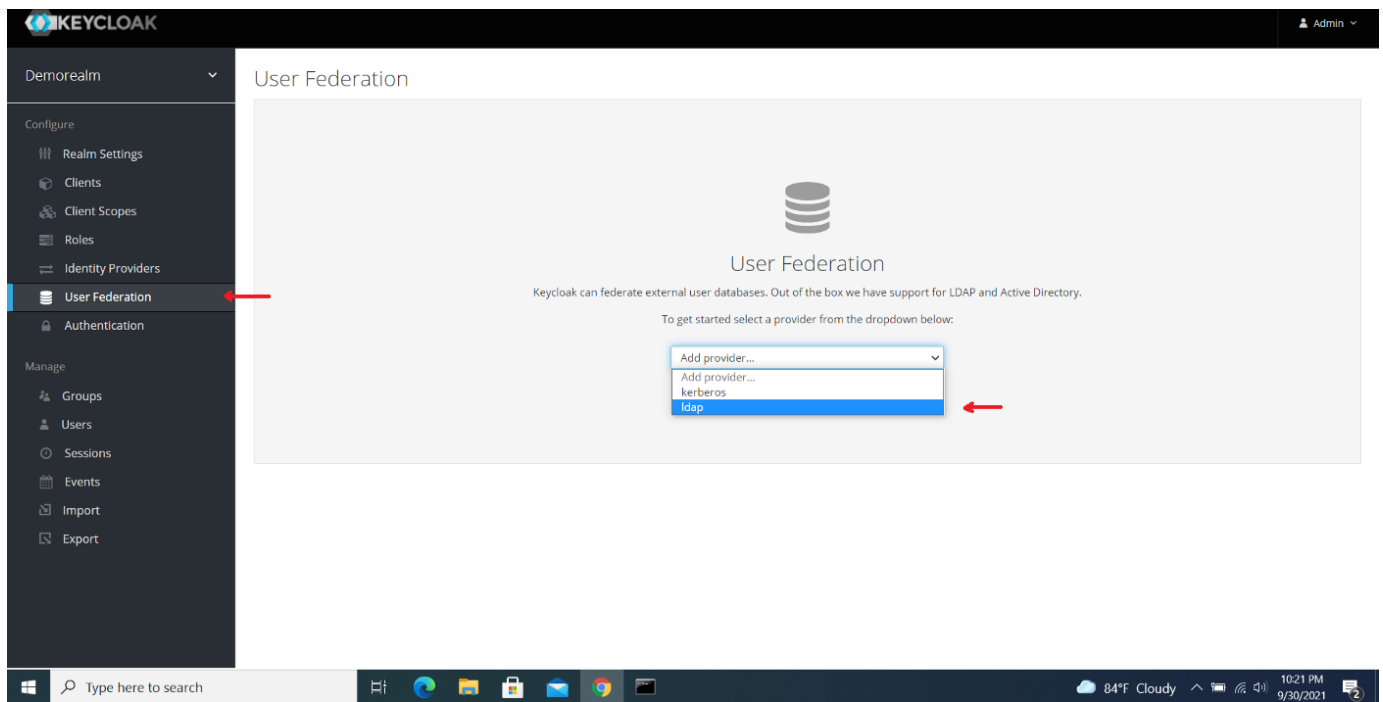 KEYCLOAK
Admin
Demorealm
User Federation
Configure
Realm Settings
Clients
Client Scopes
Roles
Identity Providers
User Federation
Authentication
Manage
Groups
Users
Sessions
Events
Import
Export
User Federation
Keycloak can federate external user databases. Out of the box we have support for LDAP and Active Directory.
To get started select a provider from the dropdown below:
Add provider...
Add provider...
kerberos
ldap
Type here to search
84°F Cloudy
10:21 PM
9/30/2021
2